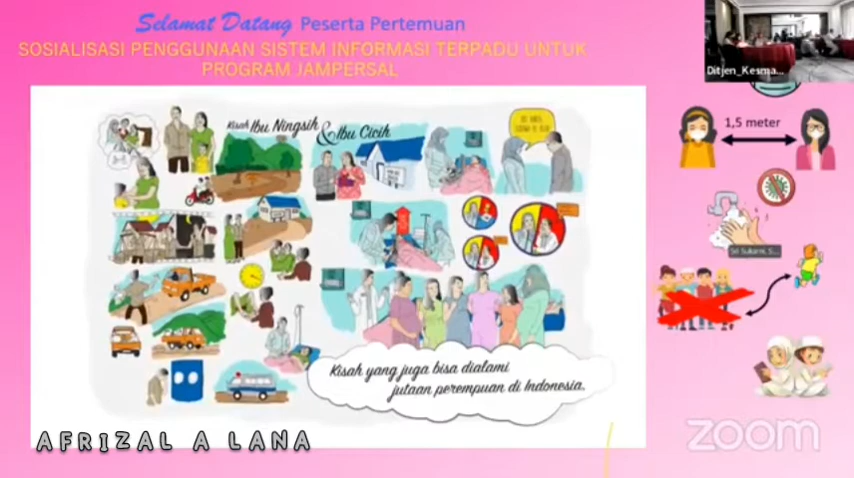 Selamat Datang Peserta Pertemuan
SOSIALISASI PENGGUNAAN SISTEM INFORMASI TERPADU UNTUK
PROGRAM JAMPERSAL
Ditjen_Kesma...
Kisah Ibu Ningsih
& Ibu Cicih
1,5 meter
Kisah yang juga bisa dialami
jutaan perempuan di Indonesia.
AFRIZAL A LANA
zoom